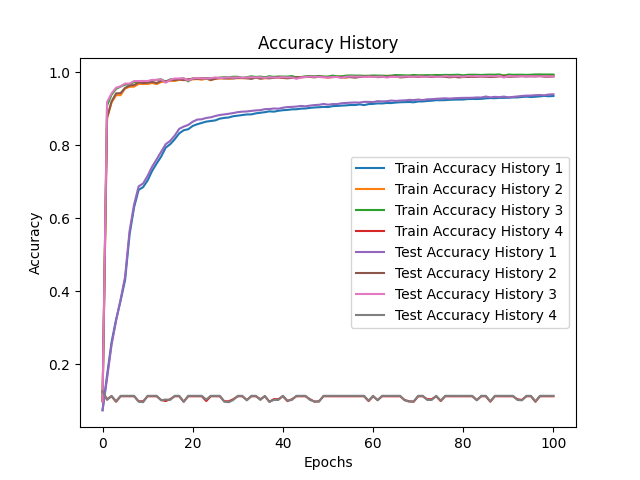 Accuracy History
1.0
0.8
0.6
0.4
0.2
Accuracy
Train Accuracy History 1
Train Accuracy History 2
Train Accuracy History 3
Train Accuracy History 4
Test Accuracy History 1
Test Accuracy History 2
Test Accuracy History 3
Test Accuracy History 4
0 20 40 60 80 100
Epochs